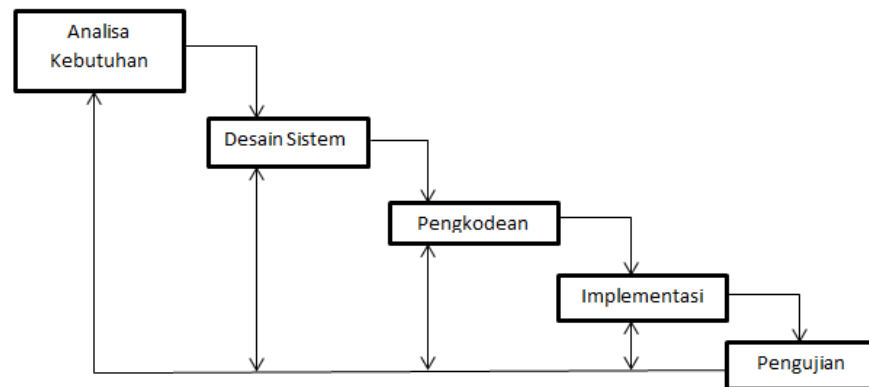 Analisa
Kebutuhan
Desain Sistem
Pengkodean
Implementasi
Pengujian